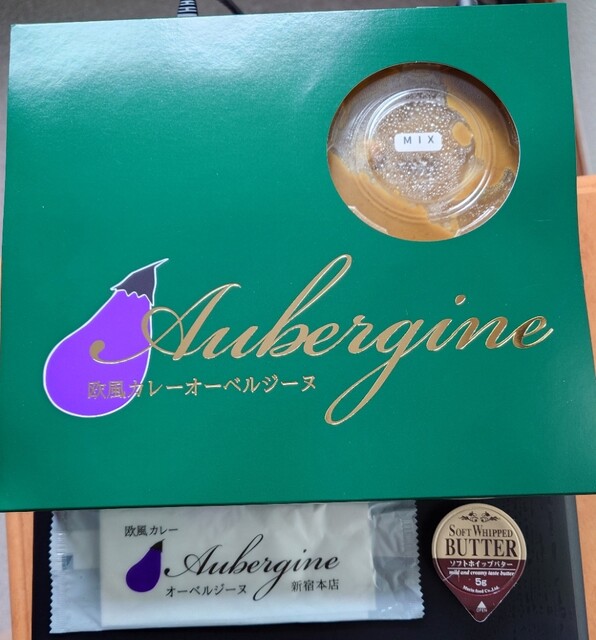 MIX
Aubergine
欧風カレーオーベルジーヌ
欧風カレー
Aubergine
オーベルジーヌ 新宿本店
SOFT WHIPPED
BUTTER
ソフトホイップバター
mild and creamy taste butter
5g
OPEN